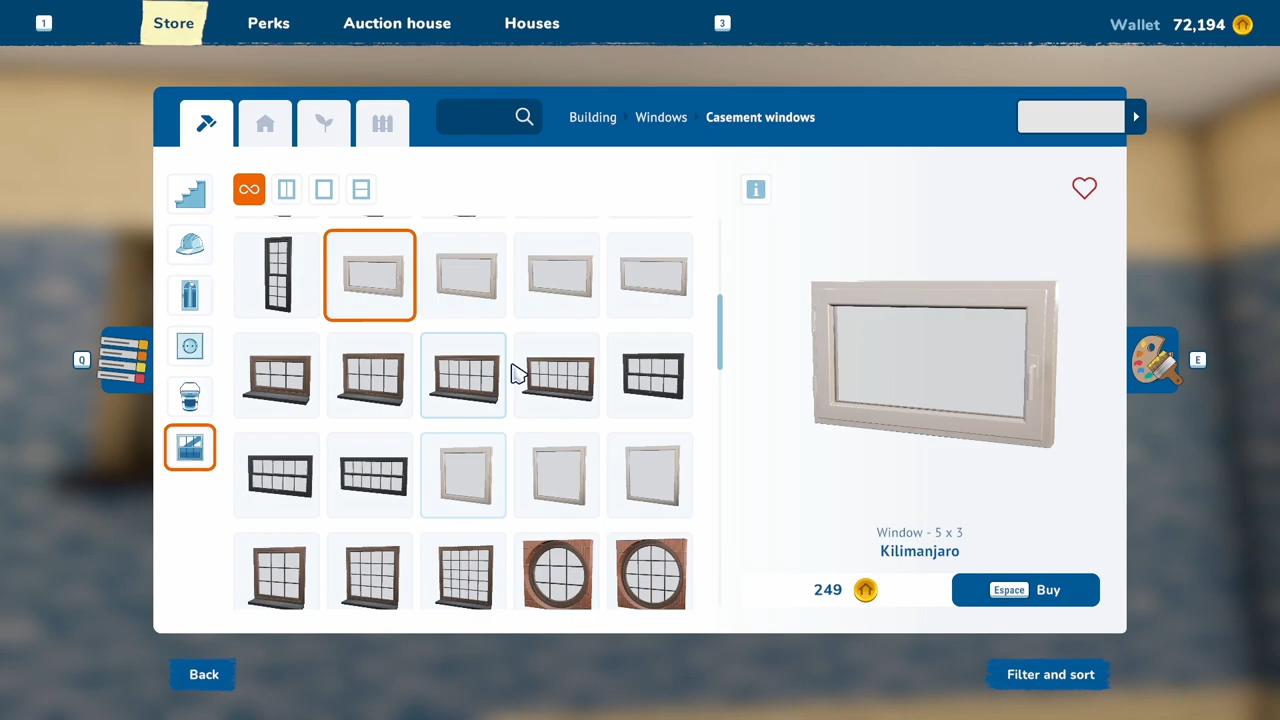 1
Store
Perks
Auction house
Houses
3
Wallet 72,194
Building
Windows
Casement windows
i
Q
E
Window - 5 x 3
Kilimanjaro
249
Espace Buy
Back
Filter and sort